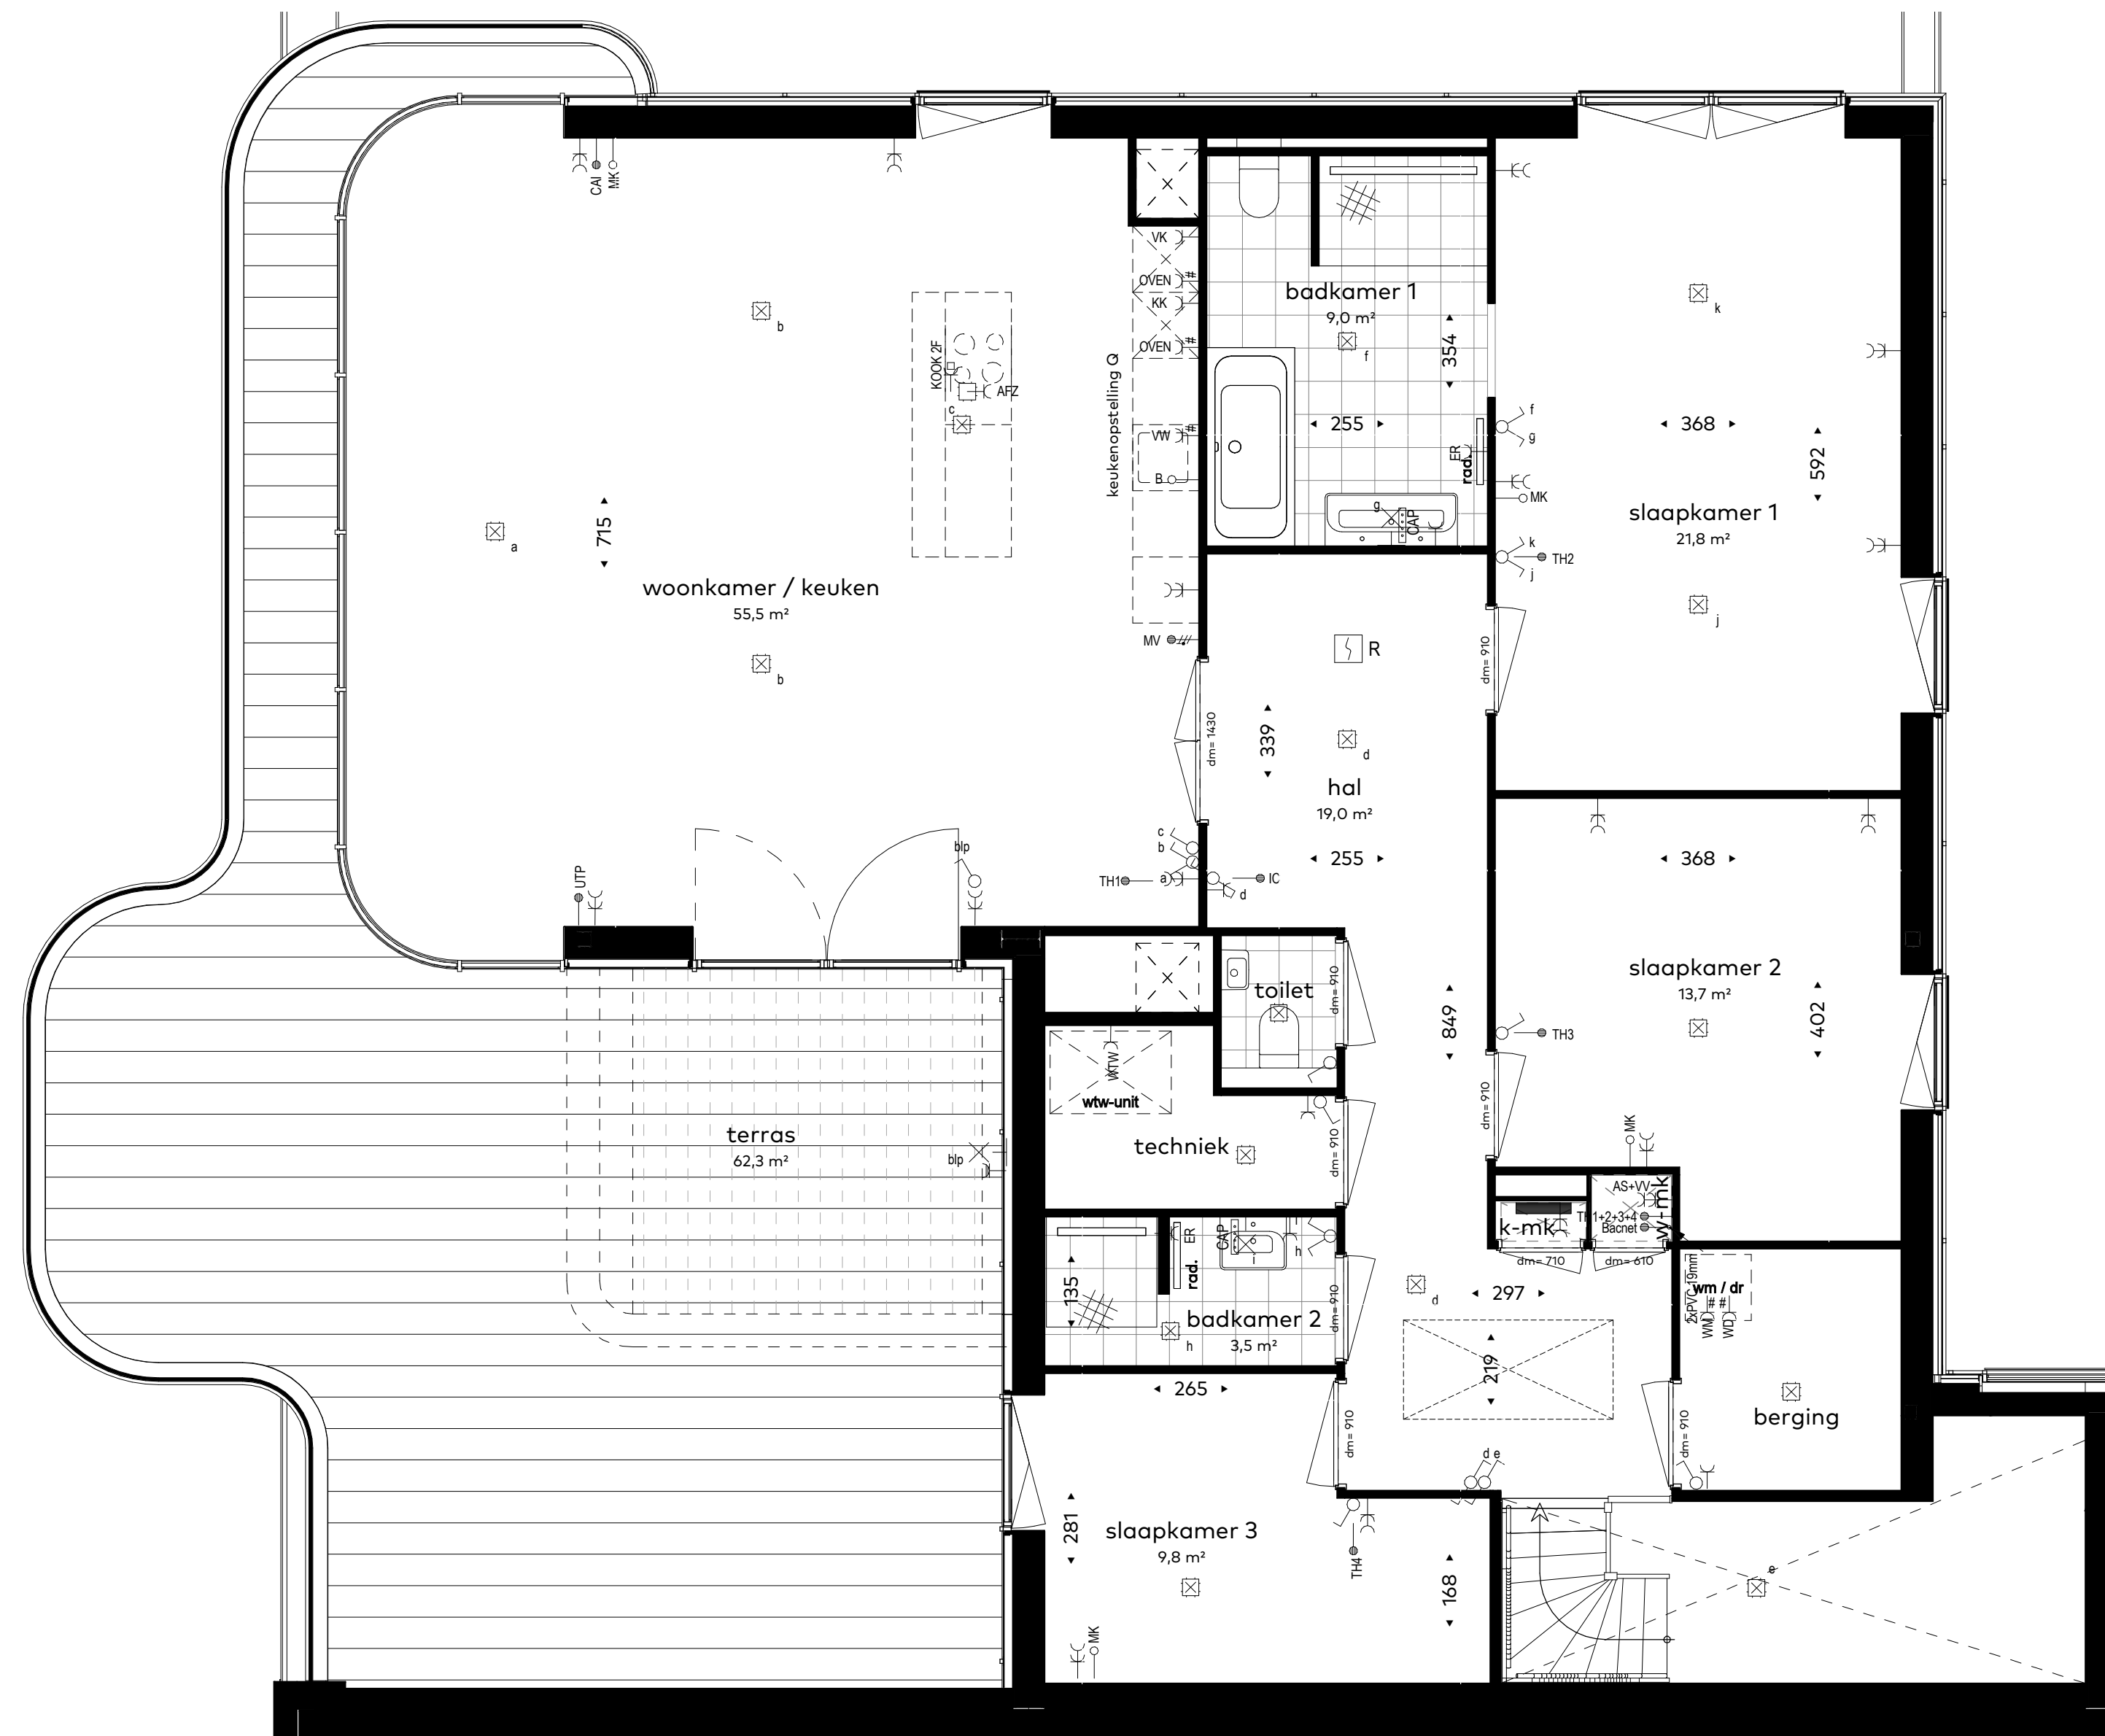 CAI
MK
VK
OVEN #
KK
OVEN #
keukenopstelling Q
KOOK 2F
AFZ
c
VW #
B
b
a
715
woonkamer / keuken
55,5 m²
b
MV
dm= 1430
badkamer 1
9,0 m²
f
354
255
ER
rad.
g
CAP
f
g
MK
k
j
TH2
k
368
592
slaapkamer 1
21,8 m²
j
R
dm= 910
339
d
hal
19,0 m²
255
c
b
a
TH1
IC
d
UTP
blp
368
slaapkamer 2
13,7 m²
402
TH3
MK
dm= 910
849
toilet
dm= 910
WTW
wtw-unit
techniek
dm= 910
terras
62,3 m²
blp
AS+VV
w-mk
TH1+2+3+4
Bacnet
k-mk
dm= 710
dm= 610
135
ER
rad.
CAP
h
badkamer 2
3,5 m²
h
dm= 910
d
297
219
2xPVC 19mm
wm / dr
# #
WM
WD
berging
dm= 910
265
dm= 910
d e
281
slaapkamer 3
9,8 m²
TH4
168
MK
e